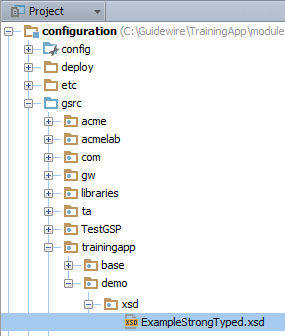 Project
configuration (C:\Guidewire\TrainingApp\module
config
deploy
etc
gsrc
acme
acmelab
com
gw
libraries
ta
TestGSP
trainingapp
base
demo
xsd
ExampleStrongTyped.xsd